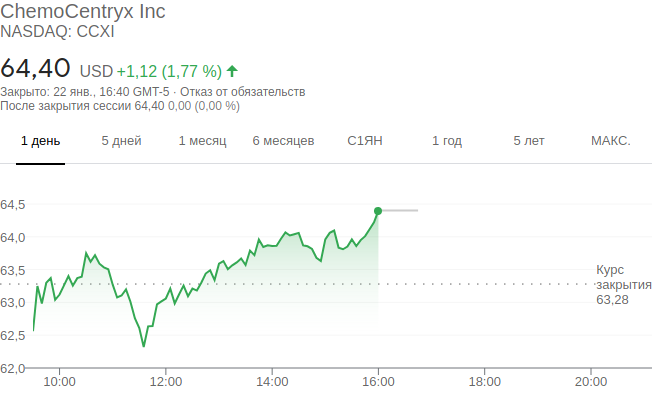 ChemoCentryx Inc
NASDAQ: CCXI
64,40 USD +1,12 (1,77 %)
Закрыто: 22 янв., 16:40 GMT-5 · Отказ от обязательств
После закрытия сессии 64,40 0,00 (0,00 %)
1 день 5 дней 1 месяц 6 месяцев С1ЯН 1 год 5 лет МАКС.
64,5
64,0
63,5
63,0
62,5
62,0
Курс
закрытия
63,28
10:00 12:00 14:00 16:00 18:00 20:00